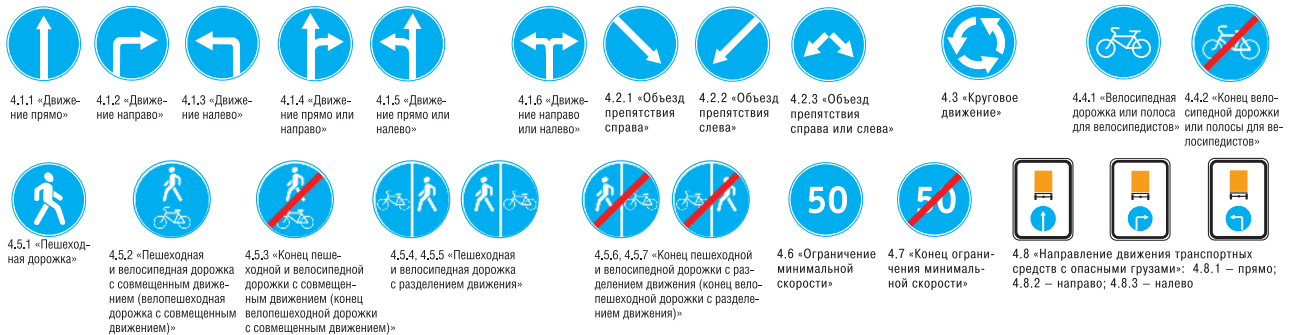 4.1.1 «Движе-
ние прямо»
4.1.2 «Движе-
ние направо»
4.1.3 «Движе-
ние налево»
4.1.4 «Движе-
ние прямо или
направо»
4.1.5 «Движе-
ние прямо или
налево»
4.1.6 «Движе-
ние направо
или налево»
4.2.1 «Объезд
препятствия
справа»
4.2.2 «Объезд
препятствия
слева»
4.2.3 «Объезд
препятствия
справа или слева»
4.3 «Круговое
движение»
4.4.1 «Велосипедная
дорожка или полоса
для велосипедистов»
4.4.2 «Конец вело-
сипедной дорожки
или полосы для ве-
лосипедистов»
4.5.1 «Пешеход-
ная дорожка»
4.5.2 «Пешеходная
и велосипедная дорожка
с совмещенным движе-
нием (велопешеходная
дорожка с совмещенным
движением)»
4.5.3 «Конец пеше-
ходной и велосипедной
дорожки с совмещен-
ным движением (конец
велопешеходной дорожки
с совмещенным движением)»
4.5.4, 4.5.5 «Пешеходная
и велосипедная дорожка
с разделением движения»
4.5.6, 4.5.7 «Конец пешеходной
и велосипедной дорожки с раз-
делением движения (конец вело-
пешеходной дорожки с разделе-
нием движения)»
50
4.6 «Ограничение
минимальной
скорости»
50
4.7 «Конец ограни-
чения минималь-
ной скорости»
4.8 «Направление движения транспортных
средств с опасными грузами»: 4.8.1 – прямо;
4.8.2 – направо; 4.8.3 – налево